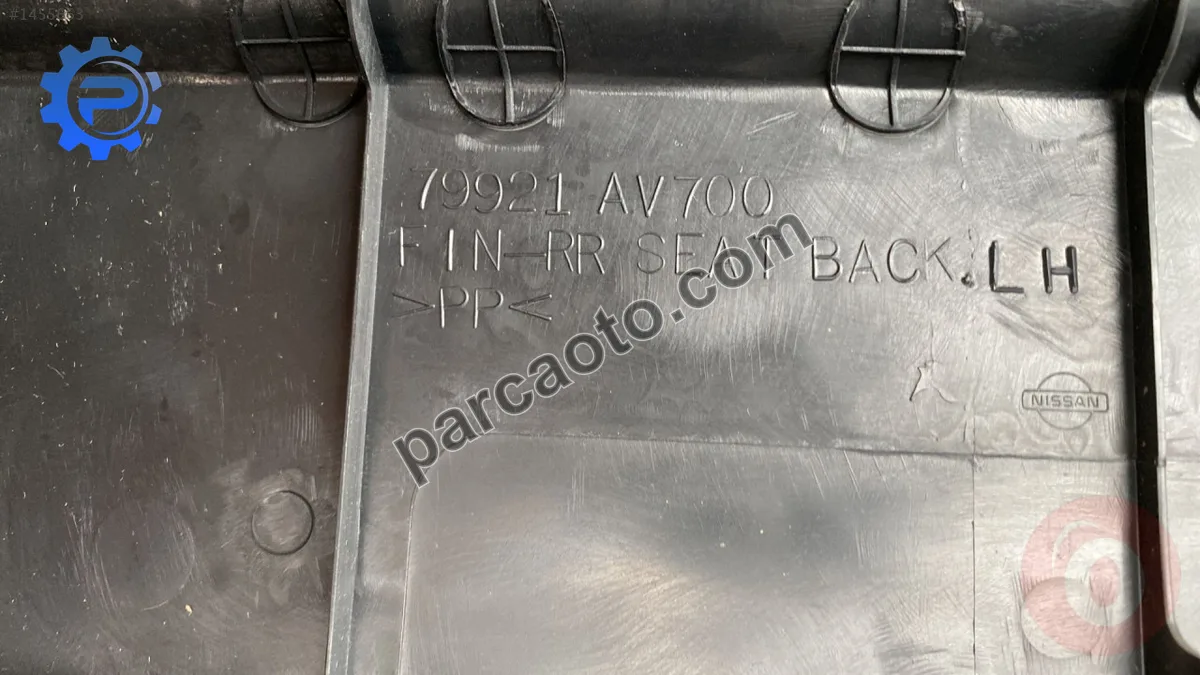 79921 AV700
FIN-RR SEAT BACK.LH
>PP<
NISSAN
parcaoto.com